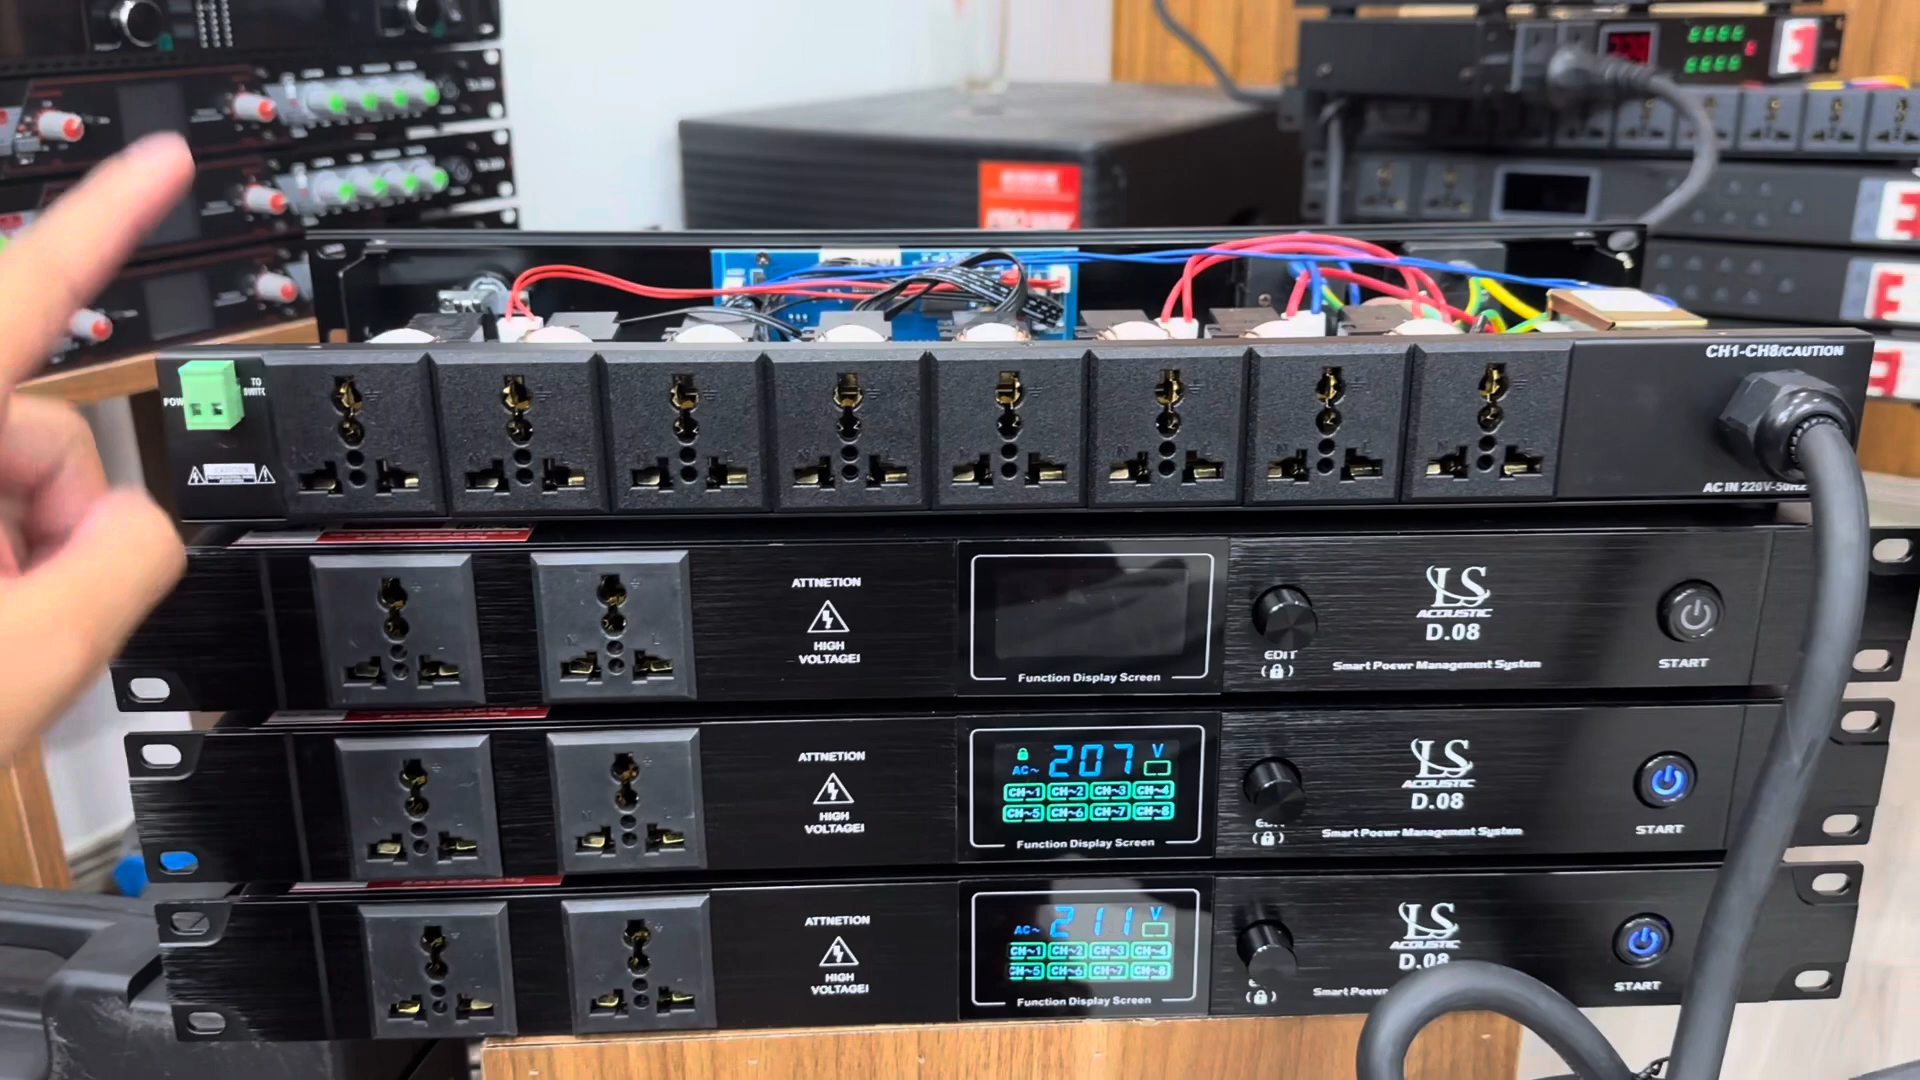 CH1-CH8/CAUTION
TO
POW
CAUTION
AC IN 220V-50HZ
ATTNETION
HIGH
VOLTAGE!
Function Display Screen
EDIT
LS
ACOUSTIC
D.08
Smart Poewr Management System
START
ATTNETION
HIGH
VOLTAGE!
AC~ 207 V
CH~1 CH~2 CH~3 CH~4
CH~5 CH~6 CH~7 CH~8
Function Display Screen
LS
ACOUSTIC
D.08
Smart Poewr Management System
START
ATTNETION
HIGH
VOLTAGE!
AC~ 211 V
CH~1 CH~2 CH~3 CH~4
CH~5 CH~6 CH~7 CH~8
Function Display Screen
LS
ACOUSTIC
D.08
Smart Poewr
START